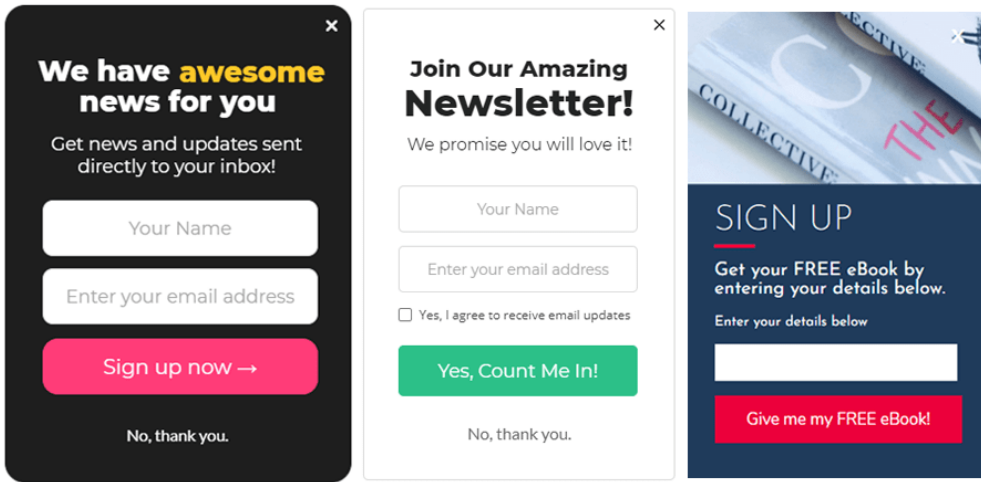 We have awesome
news for you
Get news and updates sent
directly to your inbox!
Your Name
Enter your email address
Sign up now →
No, thank you.
Join Our Amazing
Newsletter!
We promise you will love it!
Your Name
Enter your email address
Yes, I agree to receive email updates
Yes, Count Me In!
No, thank you.
COLLECTIVE
C
THE
SIGN UP
Get your FREE eBook by
entering your details below.
Enter your details below
Give me my FREE eBook!